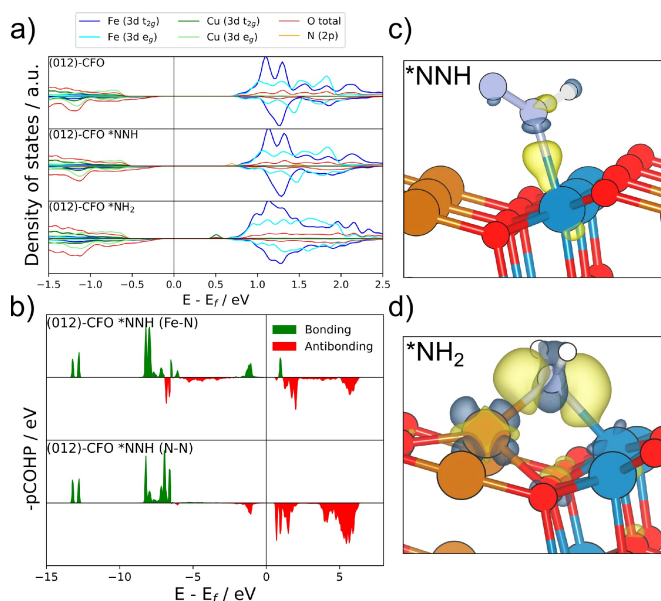 a)
Fe (3d t₂g) Cu (3d t₂g) O total
Fe (3d eg) Cu (3d eg) N (2p)
Density of states / a.u.
(012)-CFO
(012)-CFO *NNH
(012)-CFO *NH₂
−1.5 −1.0 −0.5 0.0 0.5 1.0 1.5 2.0 2.5
E - Ef / eV
b)
-pCOHP / eV
(012)-CFO *NNH (Fe-N)
Bonding
Antibonding
(012)-CFO *NNH (N-N)
−15 −10 −5 0 5
E - Ef / eV
c)
*NNH
d)
*NH₂